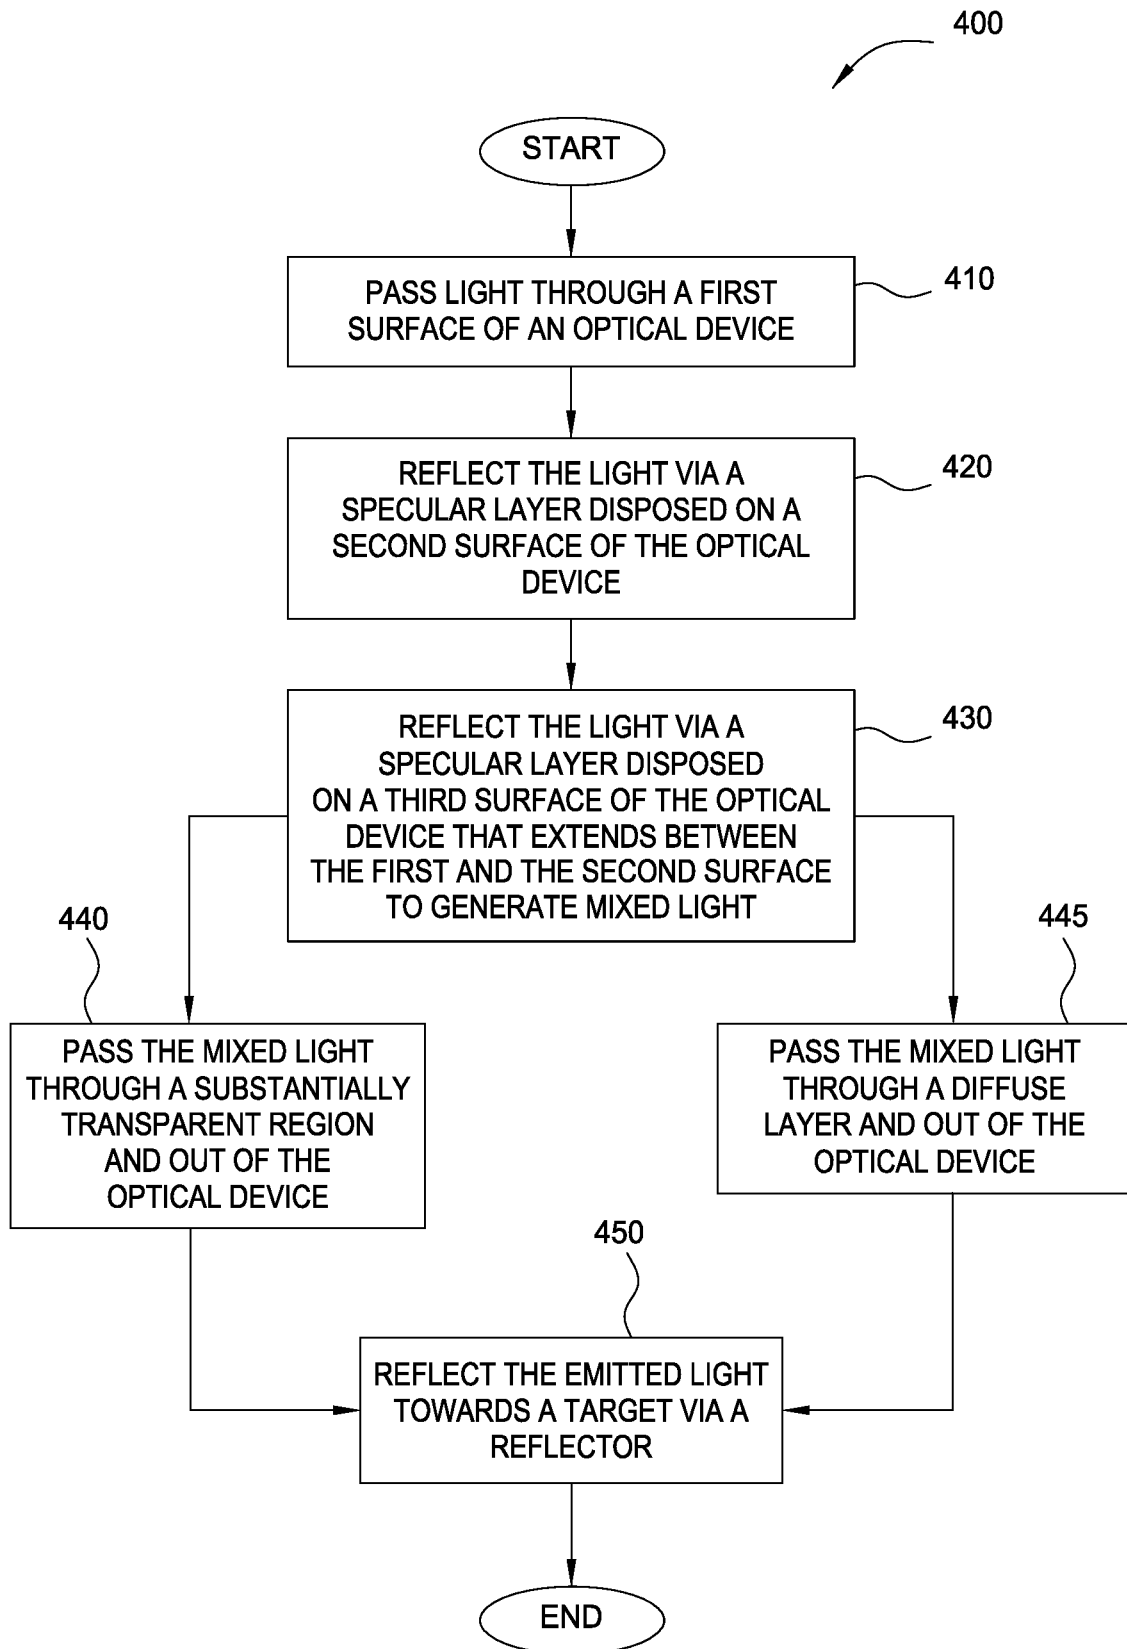 400
START
PASS LIGHT THROUGH A FIRST
SURFACE OF AN OPTICAL DEVICE
410
REFLECT THE LIGHT VIA A
SPECULAR LAYER DISPOSED ON A
SECOND SURFACE OF THE OPTICAL
DEVICE
420
REFLECT THE LIGHT VIA A
SPECULAR LAYER DISPOSED
ON A THIRD SURFACE OF THE OPTICAL
DEVICE THAT EXTENDS BETWEEN
THE FIRST AND THE SECOND SURFACE
TO GENERATE MIXED LIGHT
430
440
PASS THE MIXED LIGHT
THROUGH A SUBSTANTIALLY
TRANSPARENT REGION
AND OUT OF THE
OPTICAL DEVICE
445
PASS THE MIXED LIGHT
THROUGH A DIFFUSE
LAYER AND OUT OF THE
OPTICAL DEVICE
450
REFLECT THE EMITTED LIGHT
TOWARDS A TARGET VIA A
REFLECTOR
END